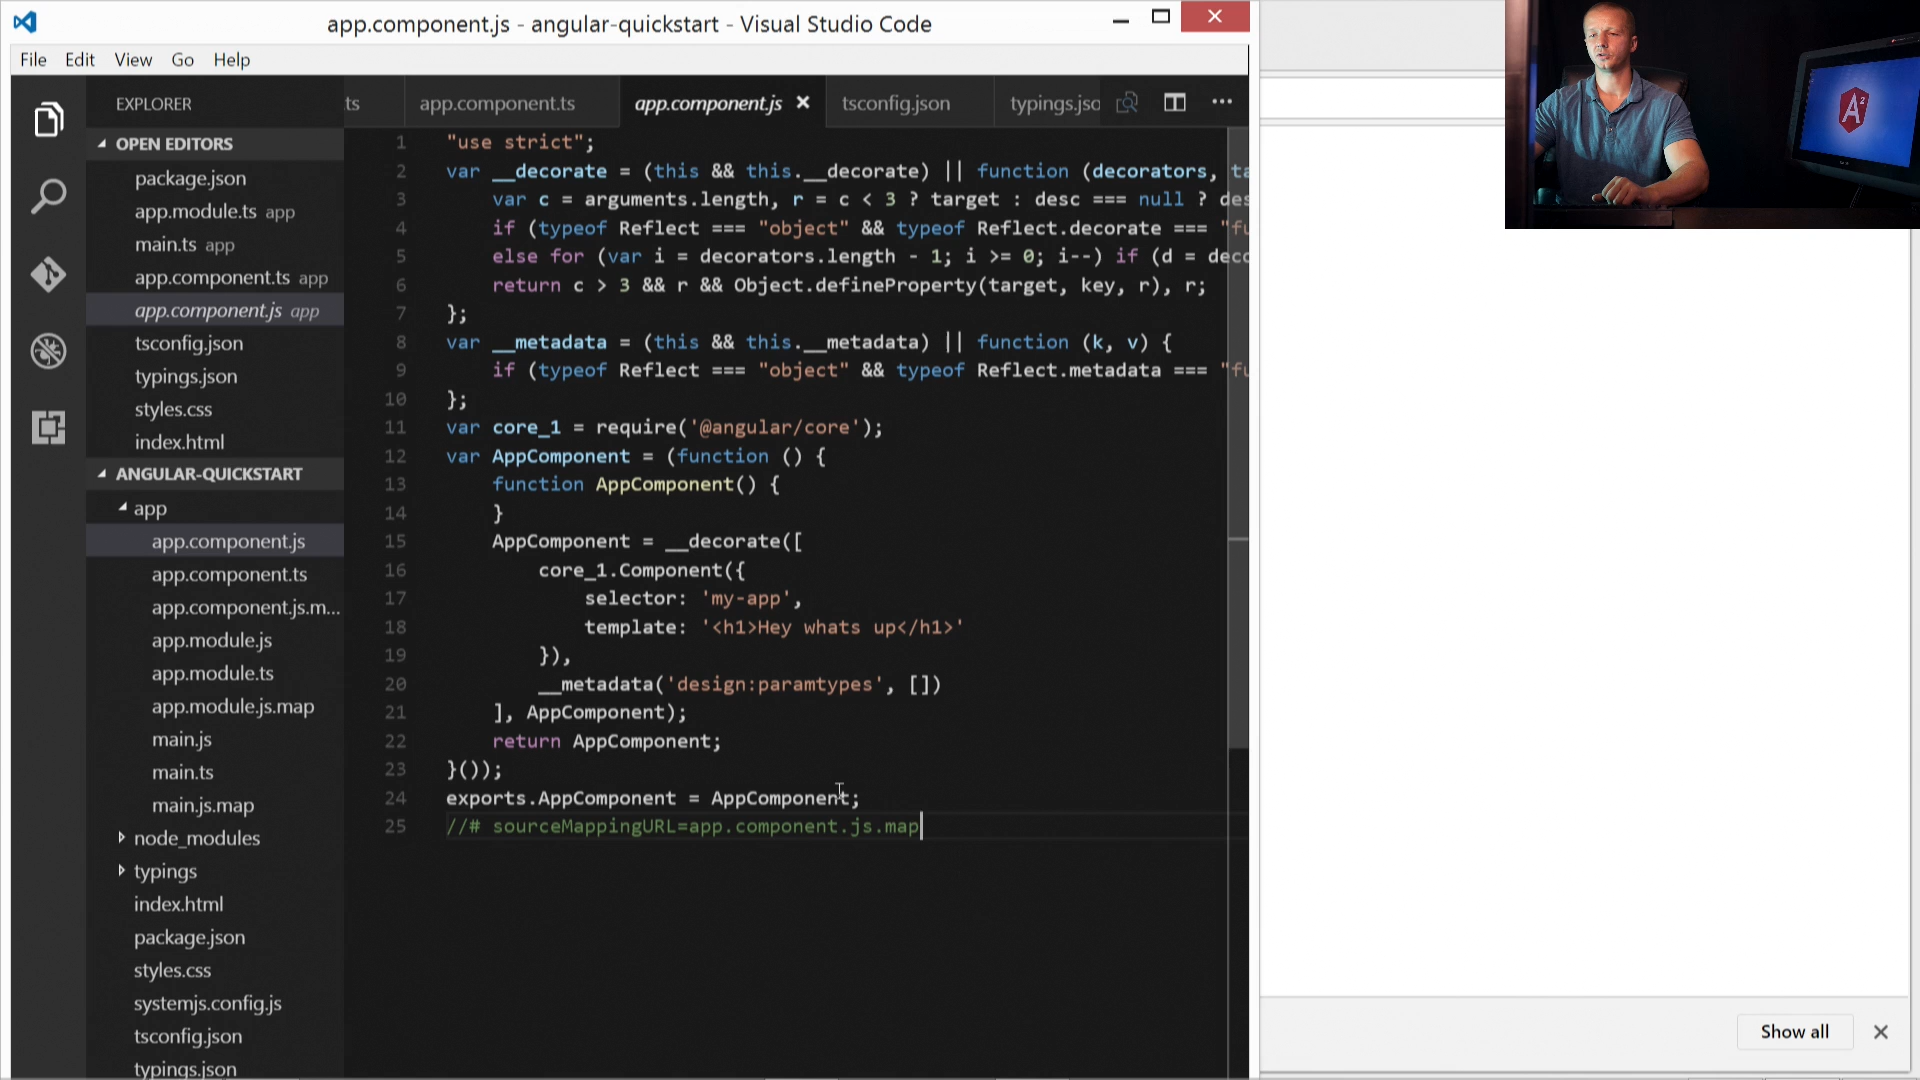 app.component.js - angular-quickstart - Visual Studio Code
File Edit View Go Help
EXPLORER
OPEN EDITORS
package.json
app.module.ts app
main.ts app
app.component.ts app
app.component.js app
tsconfig.json
typings.json
styles.css
index.html
ANGULAR-QUICKSTART
app
app.component.js
app.component.ts
app.component.js.m...
app.module.js
app.module.ts
app.module.js.map
main.js
main.ts
main.js.map
node_modules
typings
index.html
package.json
styles.css
systemjs.config.js
tsconfig.json
typings.json
ts app.component.ts app.component.js tsconfig.json typings.jso
1 "use strict";
2 var __decorate = (this && this.__decorate) || function (decorators, ta
3 var c = arguments.length, r = c < 3 ? target : desc === null ? des
4 if (typeof Reflect === "object" && typeof Reflect.decorate === "fu
5 else for (var i = decorators.length - 1; i >= 0; i--) if (d = deco
6 return c > 3 && r && Object.defineProperty(target, key, r), r;
7 };
8 var __metadata = (this && this.__metadata) || function (k, v) {
9 if (typeof Reflect === "object" && typeof Reflect.metadata === "fu
10 };
11 var core_1 = require('@angular/core');
12 var AppComponent = (function () {
13 function AppComponent() {
14 }
15 AppComponent = __decorate([
16 core_1.Component({
17 selector: 'my-app',
18 template: '<h1>Hey whats up</h1>'
19 }),
20 __metadata('design:paramtypes', [])
21 ], AppComponent);
22 return AppComponent;
23 }());
24 exports.AppComponent = AppComponent;
25 //# sourceMappingURL=app.component.js.map
A2
Show all